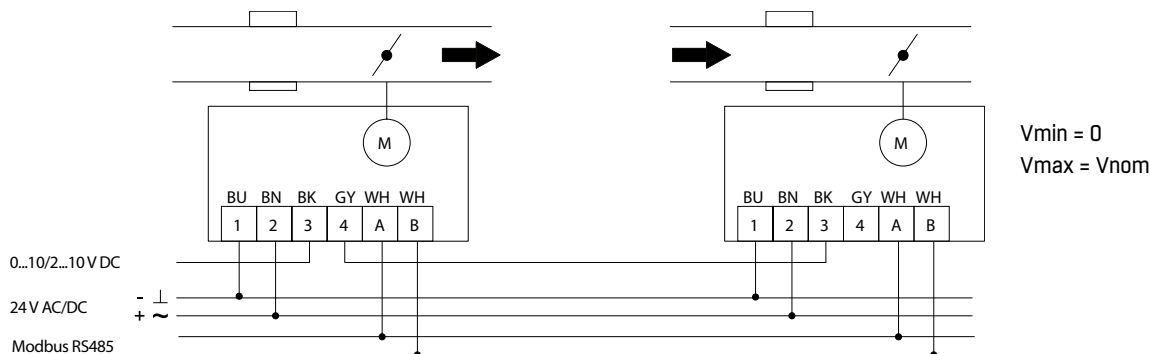 M M
Vmin = 0
Vmax = Vnom
BU BN BK GY WH WH BU BN BK GY WH WH
1 2 3 4 A B 1 2 3 4 A B
0...10/2...10 V DC
- ⊥
24 V AC/DC
+ ~
Modbus RS485